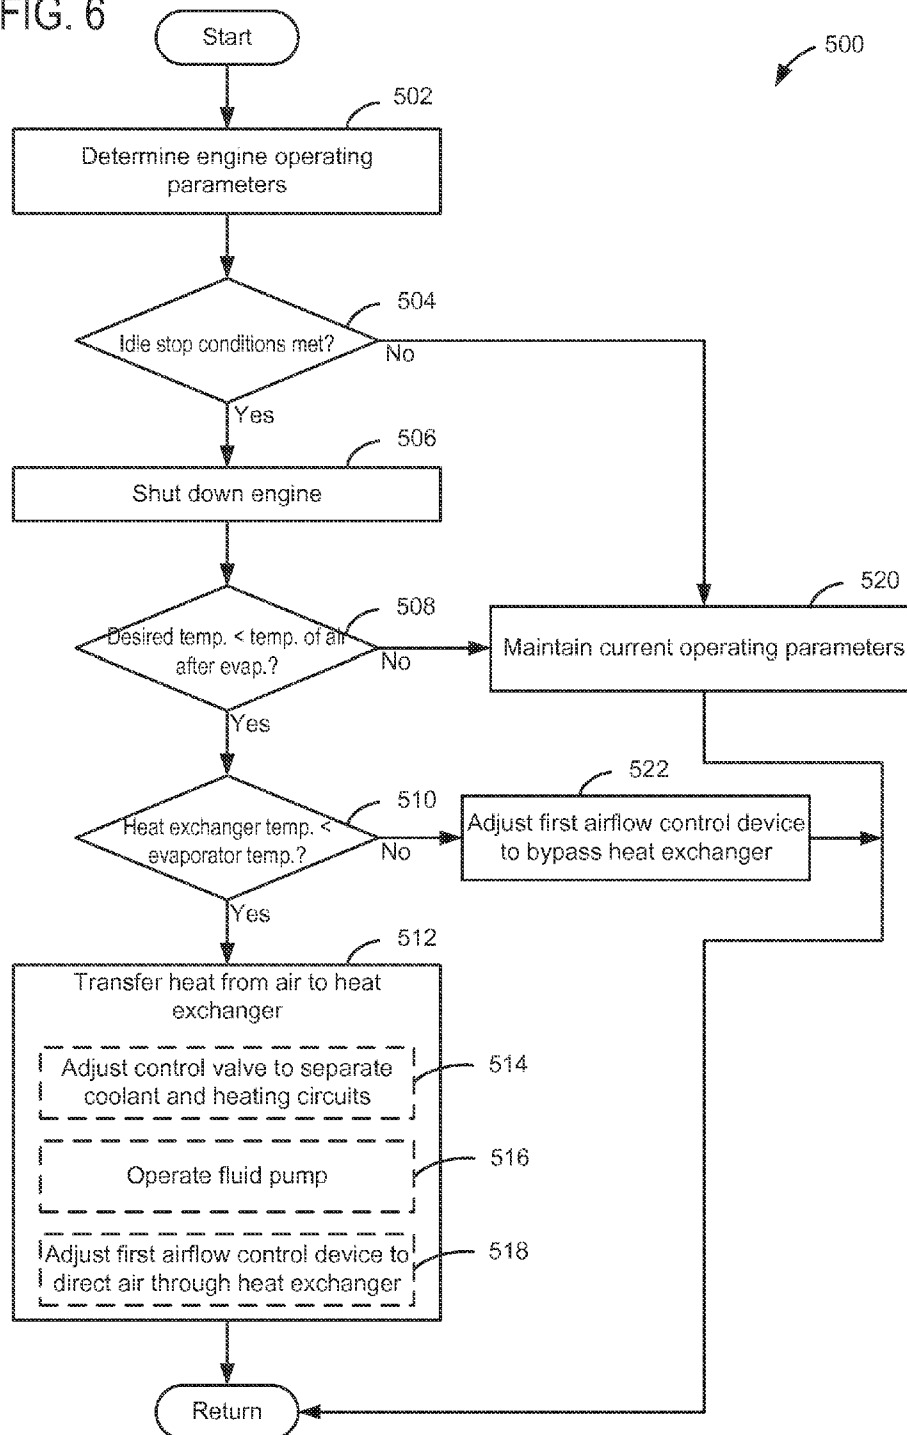 FIG. 6
Start
500
502
Determine engine operating
parameters
504
Idle stop conditions met?
No
Yes
506
Shut down engine
508
Desired temp. < temp. of air
after evap.?
No
Yes
520
Maintain current operating parameters
510
Heat exchanger temp. <
evaporator temp.?
No
Yes
522
Adjust first airflow control device
to bypass heat exchanger
512
Transfer heat from air to heat
exchanger
Adjust control valve to separate
coolant and heating circuits
514
Operate fluid pump
516
Adjust first airflow control device to
direct air through heat exchanger
518
Return